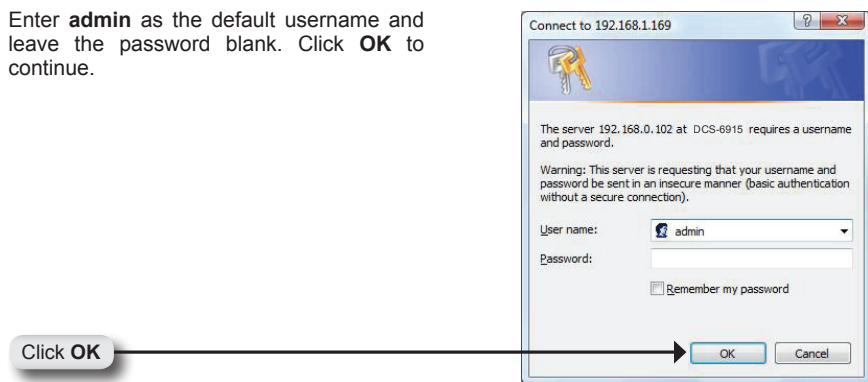 Enter admin as the default username and
leave the password blank. Click OK to
continue.
Connect to 192.168.1.169
The server 192.168.0.102 at DCS-6915 requires a username
and password.
Warning: This server is requesting that your username and
password be sent in an insecure manner (basic authentication
without a secure connection).
User name:
admin
Password:
Remember my password
Click OK
OK
Cancel